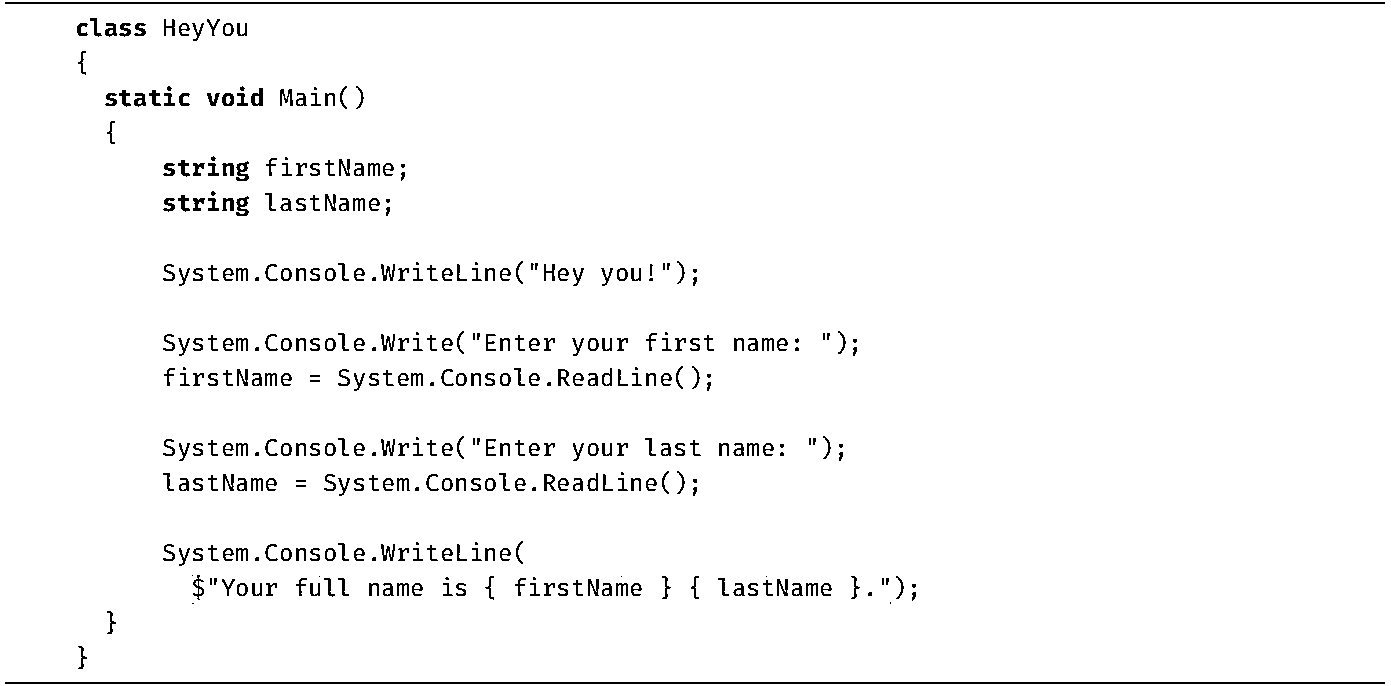 class HeyYou
{
  static void Main()
  {
      string firstName;
      string lastName;

      System.Console.WriteLine("Hey you!");

      System.Console.Write("Enter your first name: ");
      firstName = System.Console.ReadLine();

      System.Console.Write("Enter your last name: ");
      lastName = System.Console.ReadLine();

      System.Console.WriteLine(
        $"Your full name is { firstName } { lastName }.");
  }
}